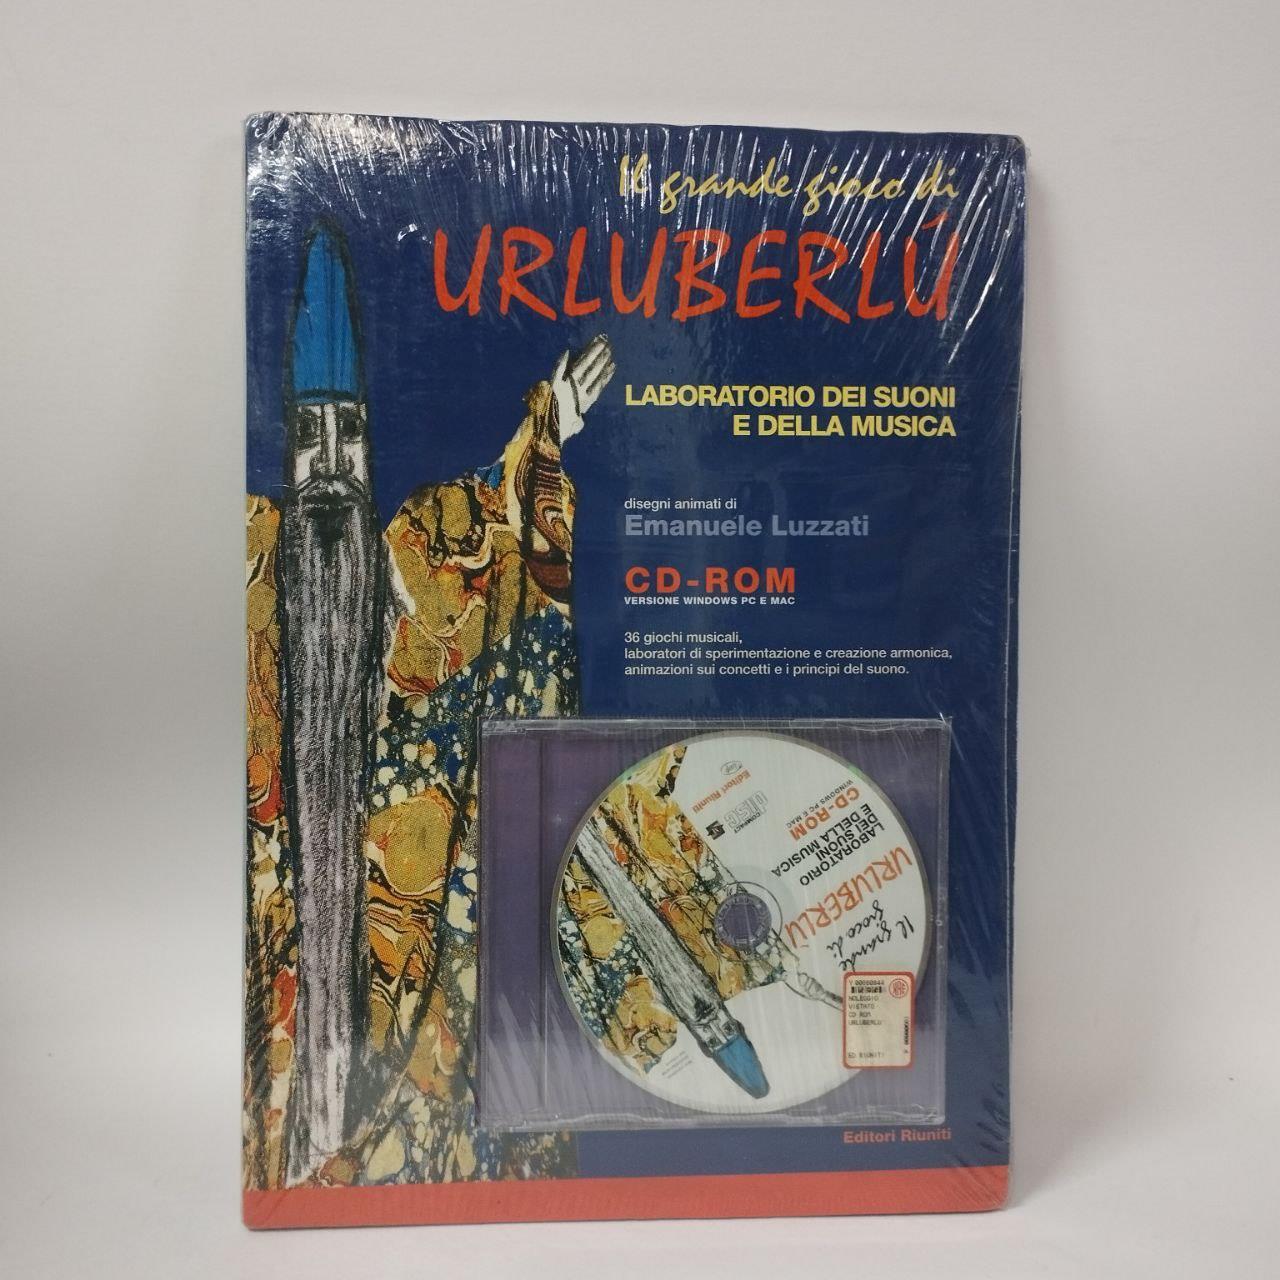 Il grande gioco di
URLUBERLÚ
LABORATORIO DEI SUONI
E DELLA MUSICA
disegni animati di
Emanuele Luzzati
CD-ROM
VERSIONE WINDOWS PC E MAC
36 giochi musicali,
laboratori di sperimentazione e creazione armonica,
animazioni sui concetti e i principi del suono.
Il grande
gioco di
URLUBERLÙ
LABORATORIO
DEI SUONI
E DELLA MUSICA
CD-ROM
WINDOWS PC E MAC
COMPACT
disc
Editori Riuniti
NOLEGGIO
VIETATO
CD ROM
URLUBERLU'
ED RIUNITI
Editori Riuniti